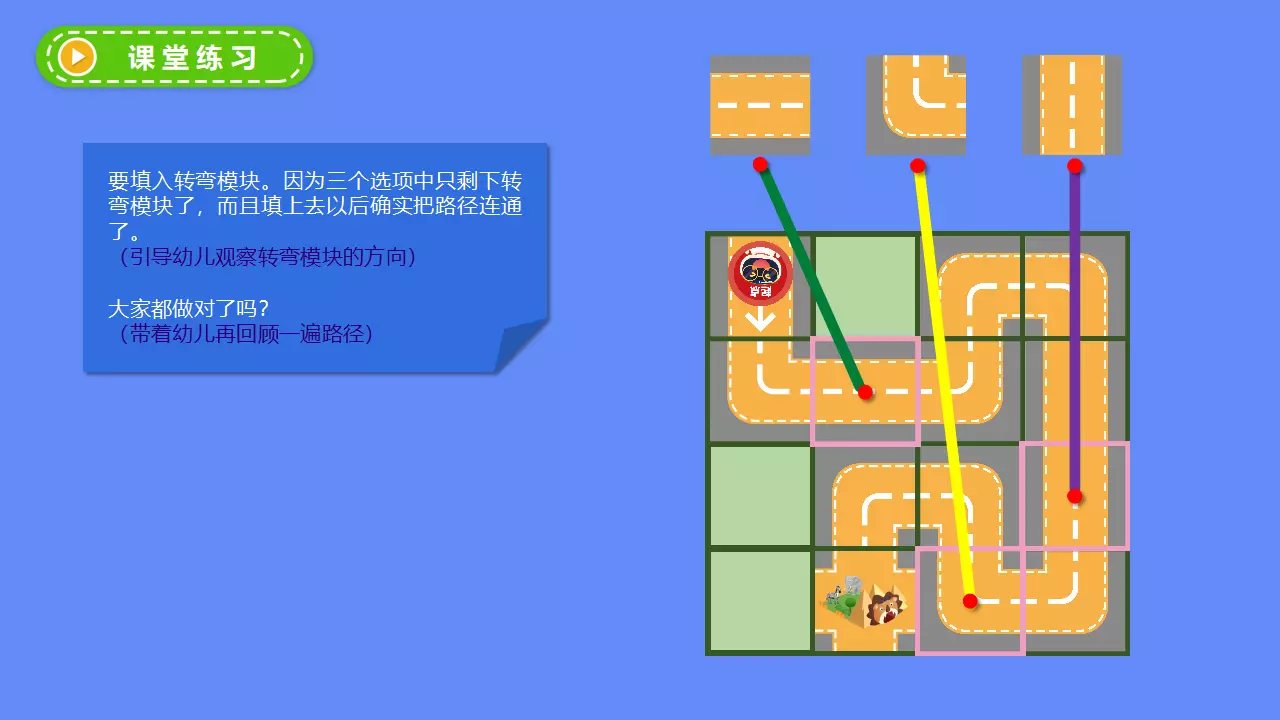 课堂练习
要填入转弯模块。因为三个选项中只剩下转
弯模块了，而且填上去以后确实把路径连通
了。
（引导幼儿观察转弯模块的方向）
大家都做对了吗？
（带着幼儿再回顾一遍路径）
起点